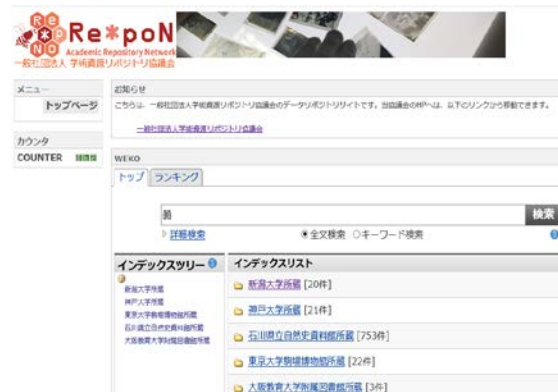 Re*poN
Academic Repository Network
一般社団法人 学術資源リポジトリ協議会
メニュー
トップページ
カウンタ
COUNTER
お知らせ
こちらは、一般社団法人学術資源リポジトリ協議会のデータリポジトリサイトです。当協議会のHPへは、以下のリンクから移動できます。
一般社団法人学術資源リポジトリ協議会
WEKO
トップ ランキング
検索
詳細検索 全文検索 キーワード検索
インデックスツリー
新潟大学所蔵
神戸大学所蔵
東京大学駒場博物館所蔵
石川県立自然史資料館所蔵
大阪教育大学附属図書館所蔵
インデックスリスト
新潟大学所蔵 [20件]
神戸大学所蔵 [21件]
石川県立自然史資料館所蔵 [753件]
東京大学駒場博物館所蔵 [22件]
大阪教育大学附属図書館所蔵 [3件]